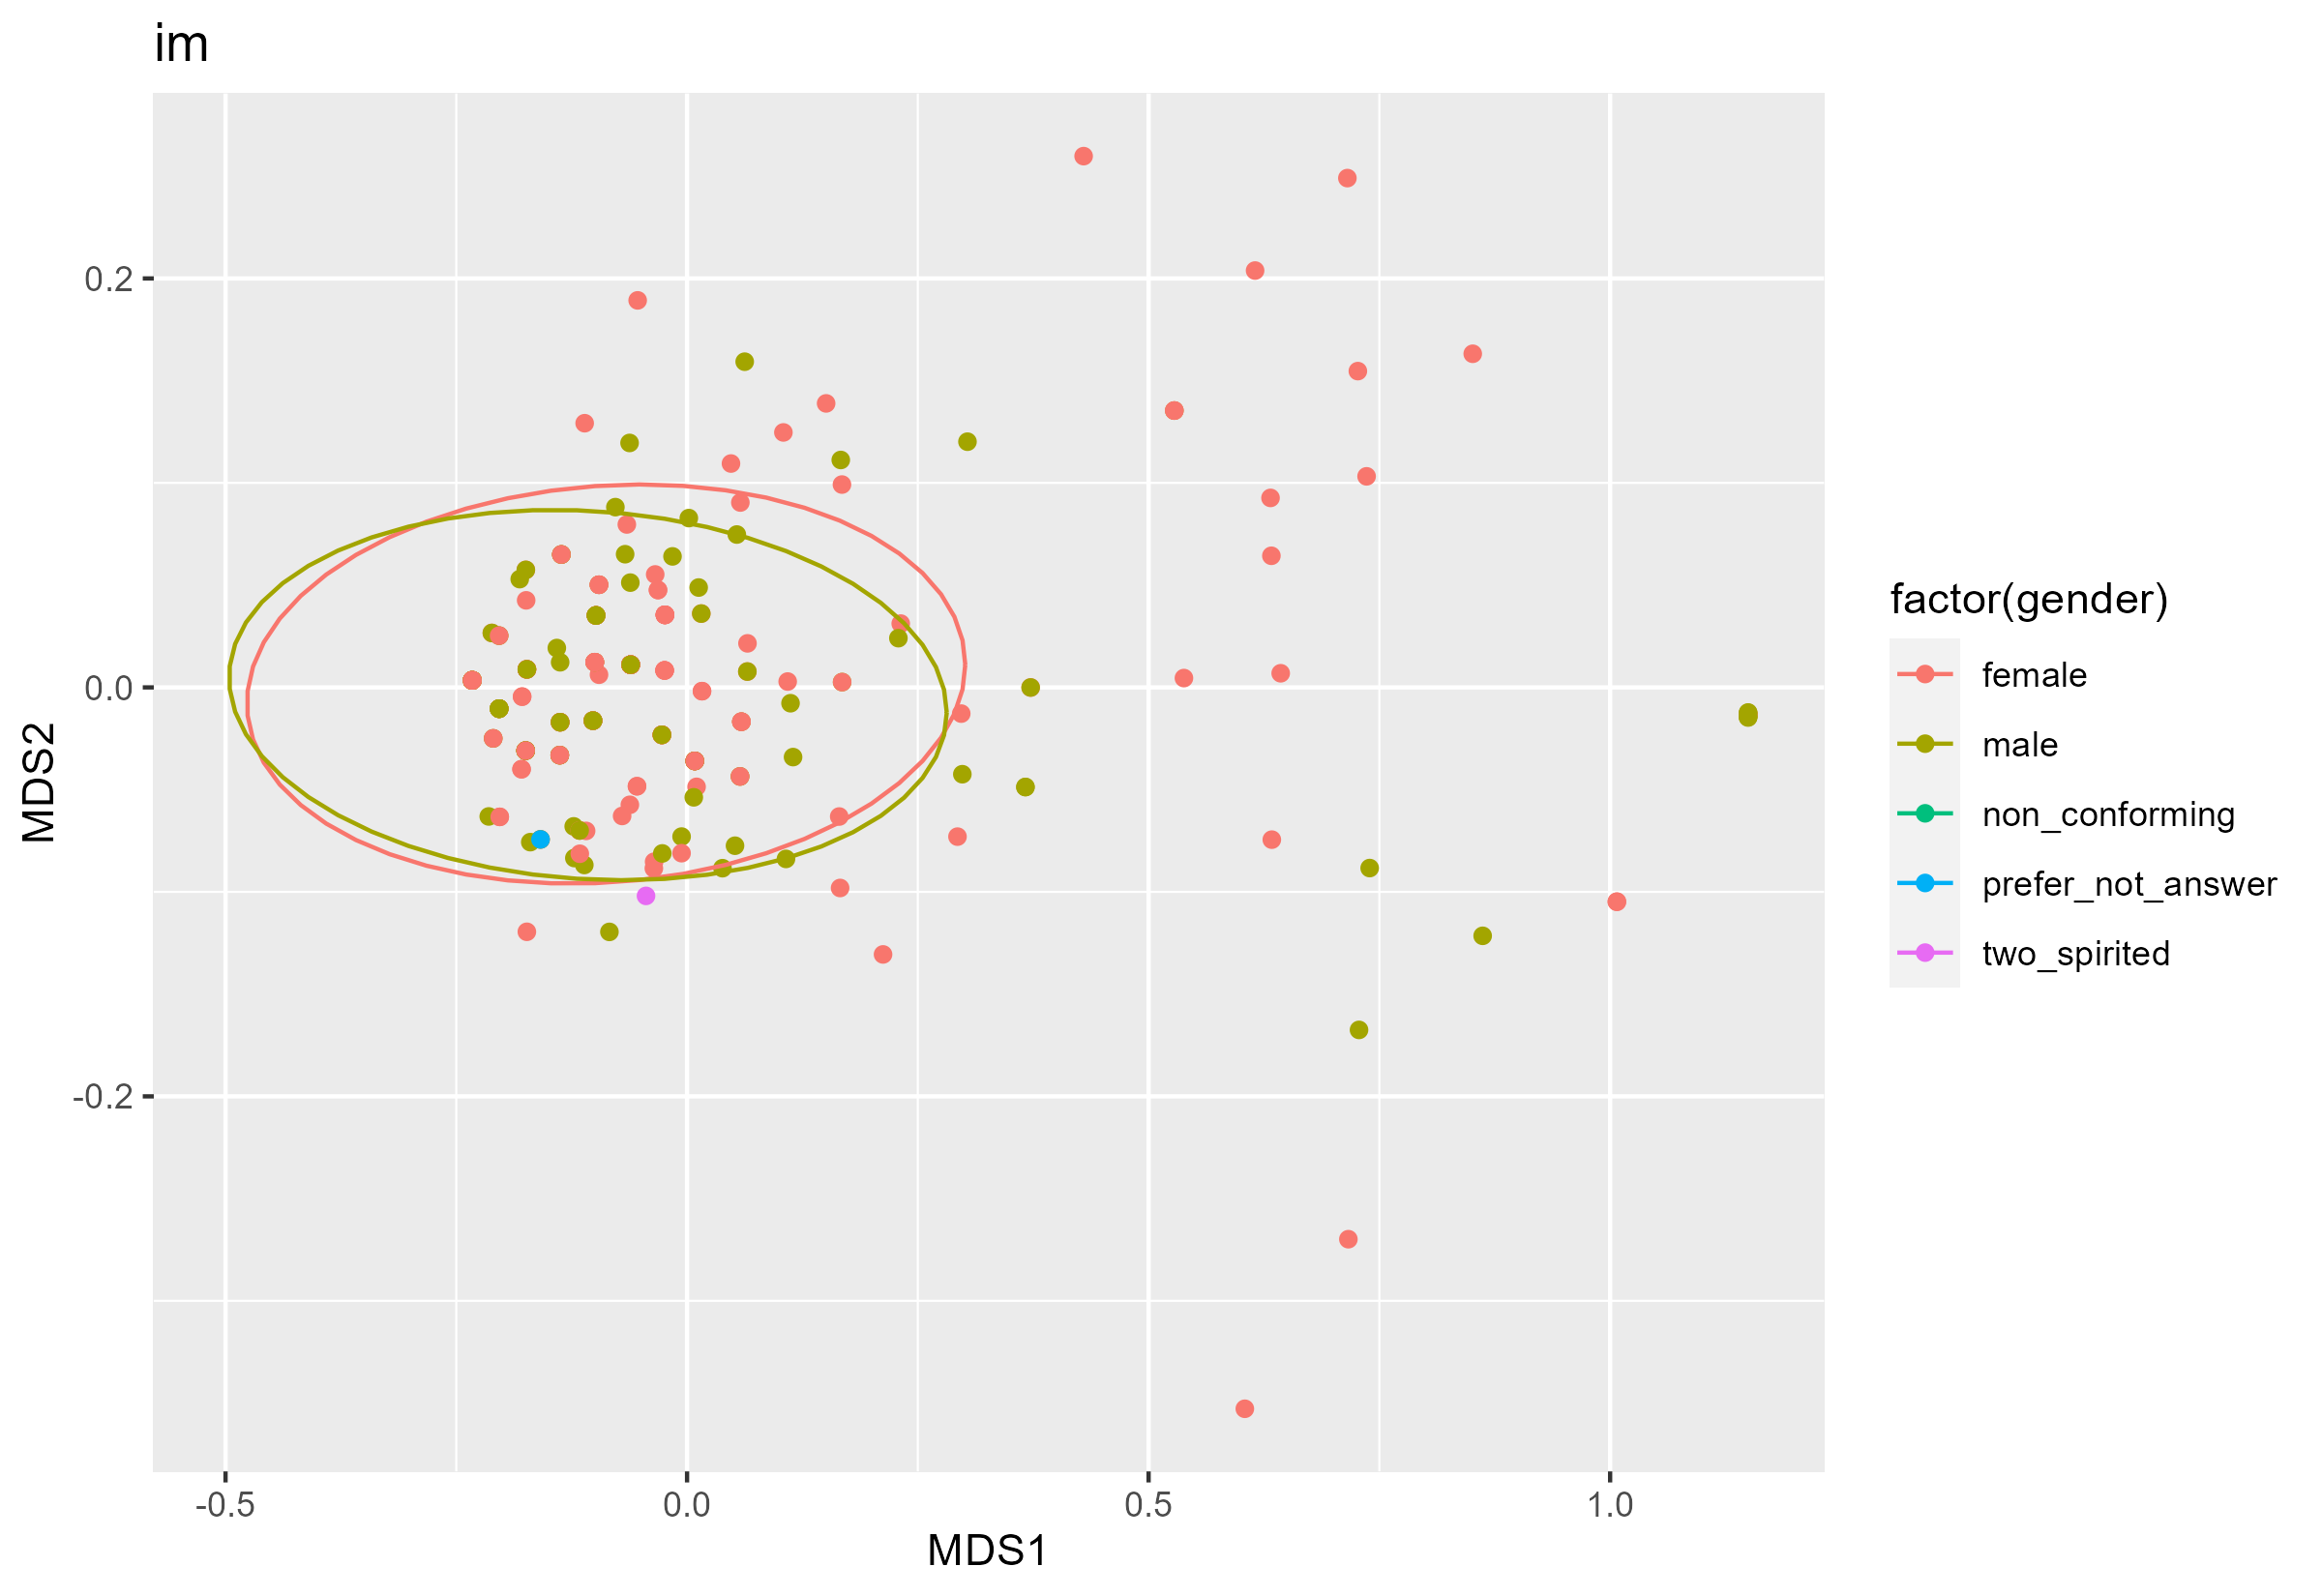 im
0.2
0.0
-0.2
MDS2
-0.5
0.0
0.5
1.0
MDS1
factor(gender)
female
male
non_conforming
prefer_not_answer
two_spirited